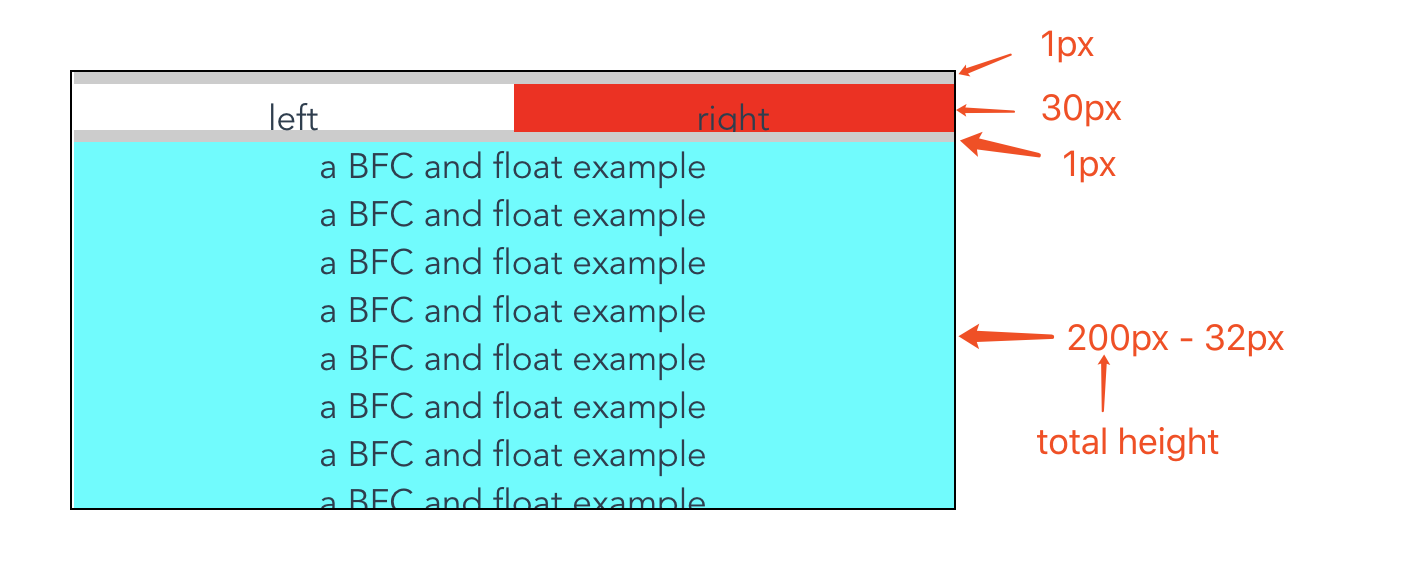 1px
left
right
30px
1px
a BFC and float example
a BFC and float example
a BFC and float example
a BFC and float example
200px - 32px
a BFC and float example
a BFC and float example
total height
a BFC and float example
a BFC and float example